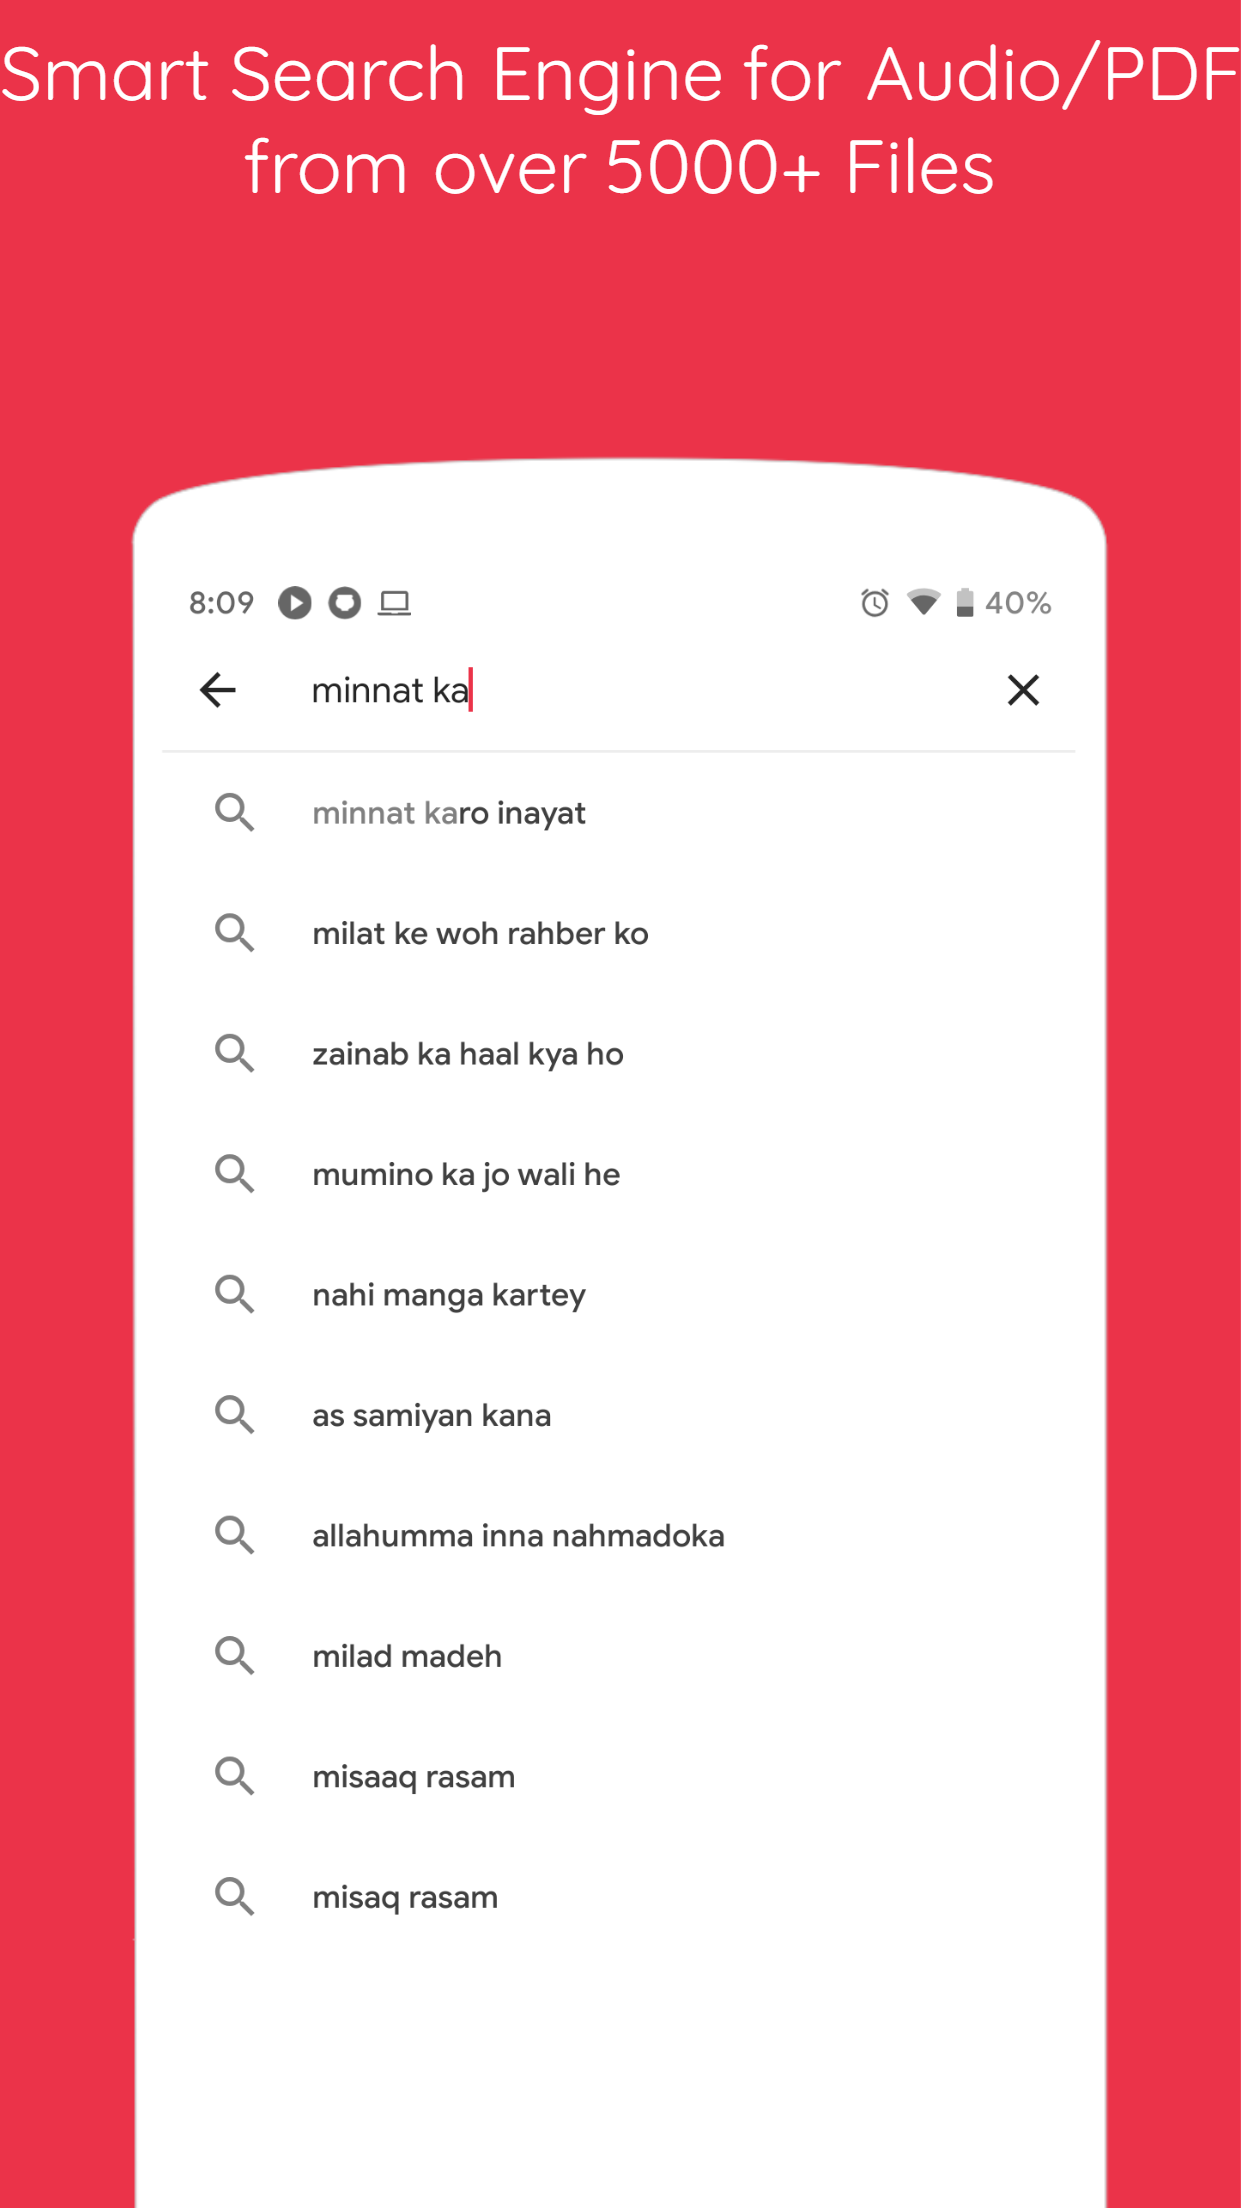 Smart Search Engine for Audio/PDF
from over 5000+ Files
8:09 40%
minnat ka
minnat karo inayat
milat ke woh rahber ko
zainab ka haal kya ho
mumino ka jo wali he
nahi manga kartey
as samiyan kana
allahumma inna nahmadoka
milad madeh
misaaq rasam
misaq rasam